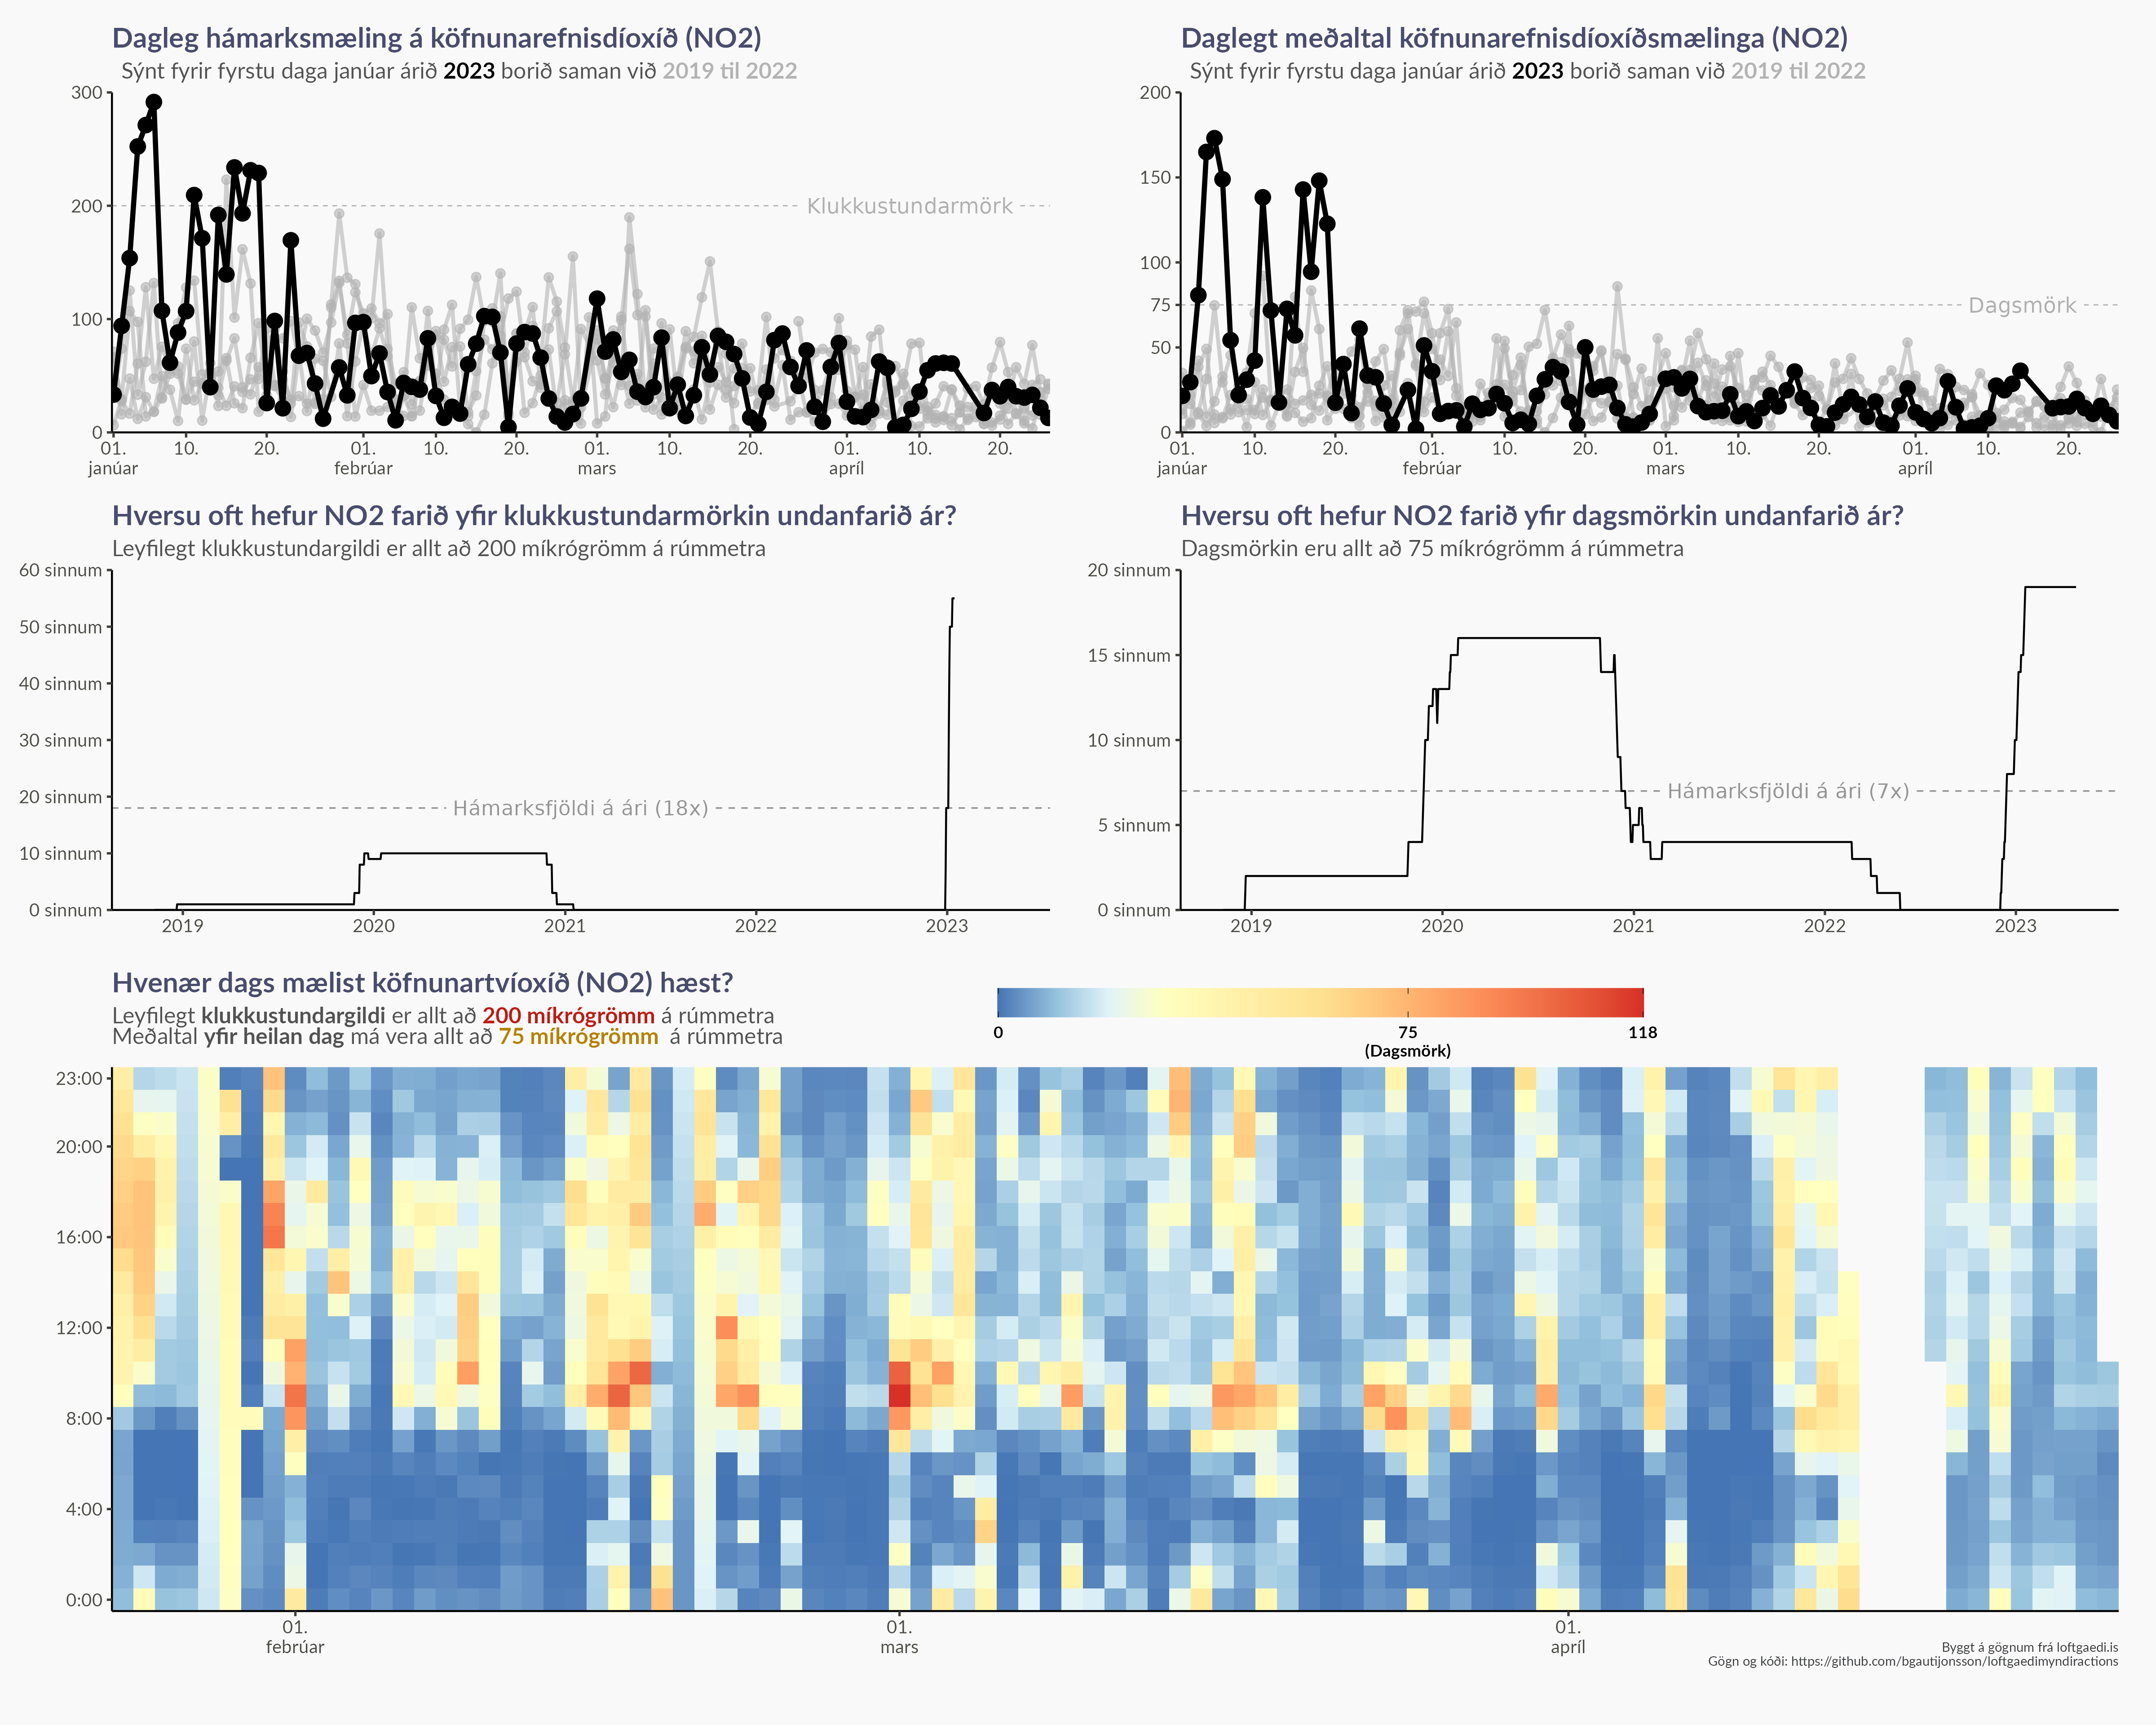 Dagleg hámarksmæling á köfnunarefnisdíoxíð (NO2)
Sýnt fyrir fyrstu daga janúar árið 2023 borið saman við 2019 til 2022
300
200
100
0
Klukkustundarmörk
01. 10. 20. 01. 10. 20. 01. 10. 20. 01. 10. 20.
janúar febrúar mars apríl
Daglegt meðaltal köfnunarefnisdíoxíðsmælinga (NO2)
Sýnt fyrir fyrstu daga janúar árið 2023 borið saman við 2019 til 2022
200
150
100
75
50
0
Dagsmörk
01. 10. 20. 01. 10. 20. 01. 10. 20. 01. 10. 20.
janúar febrúar mars apríl
Hversu oft hefur NO2 farið yfir klukkustundarmörkin undanfarið ár?
Leyfilegt klukkustundargildi er allt að 200 míkrógrömm á rúmmetra
60 sinnum
50 sinnum
40 sinnum
30 sinnum
20 sinnum
10 sinnum
0 sinnum
Hámarksfjöldi á ári (18x)
2019 2020 2021 2022 2023
Hversu oft hefur NO2 farið yfir dagsmörkin undanfarið ár?
Dagsmörkin eru allt að 75 míkrógrömm á rúmmetra
20 sinnum
15 sinnum
10 sinnum
5 sinnum
0 sinnum
Hámarksfjöldi á ári (7x)
2019 2020 2021 2022 2023
Hvenær dags mælist köfnunartvíoxíð (NO2) hæst?
Leyfilegt klukkustundargildi er allt að 200 míkrógrömm á rúmmetra
Meðaltal yfir heilan dag má vera allt að 75 míkrógrömm á rúmmetra
0 75 118
(Dagsmörk)
23:00
20:00
16:00
12:00
8:00
4:00
0:00
01. 01. 01.
febrúar mars apríl
Byggt á gögnum frá loftgaedi.is
Gögn og kóði: https://github.com/bgautijonsson/loftgaedimyndiractions